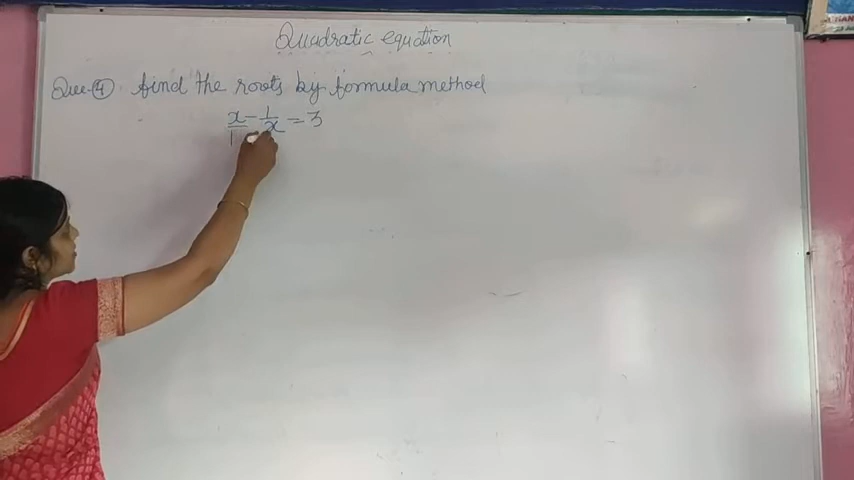 Quadratic equation
Que-4 find the roots by formula method
x/1 - 1/x = 3